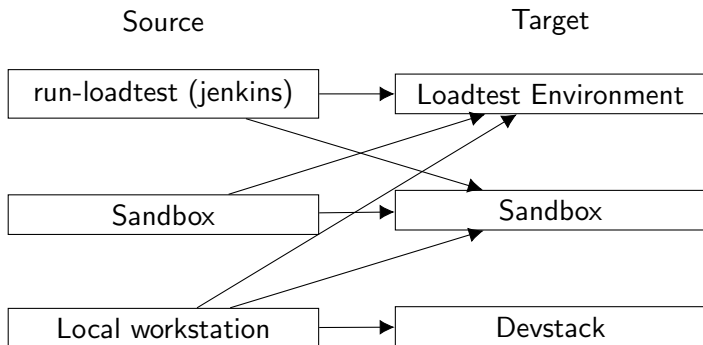 Source
Target
run-loadtest (jenkins)
Loadtest Environment
Sandbox
Sandbox
Local workstation
Devstack